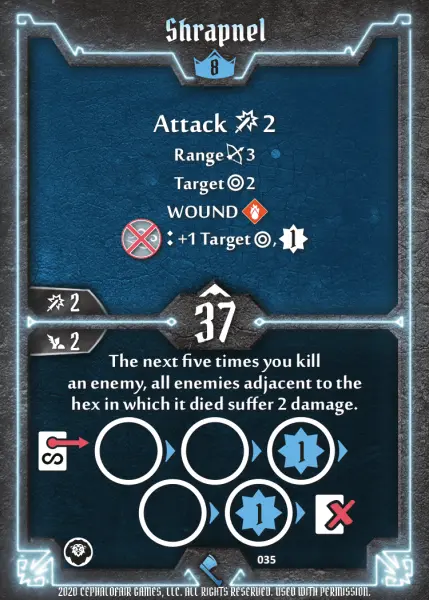 Shrapnel
8
Attack 2
Range 3
Target 2
WOUND
: +1 Target , 1
2
37
2
The next five times you kill
an enemy, all enemies adjacent to the
hex in which it died suffer 2 damage.
S
1
1
035
2020 CEPHALOFAIR GAMES, LLC. ALL RIGHTS RESERVED. USED WITH PERMISSION.